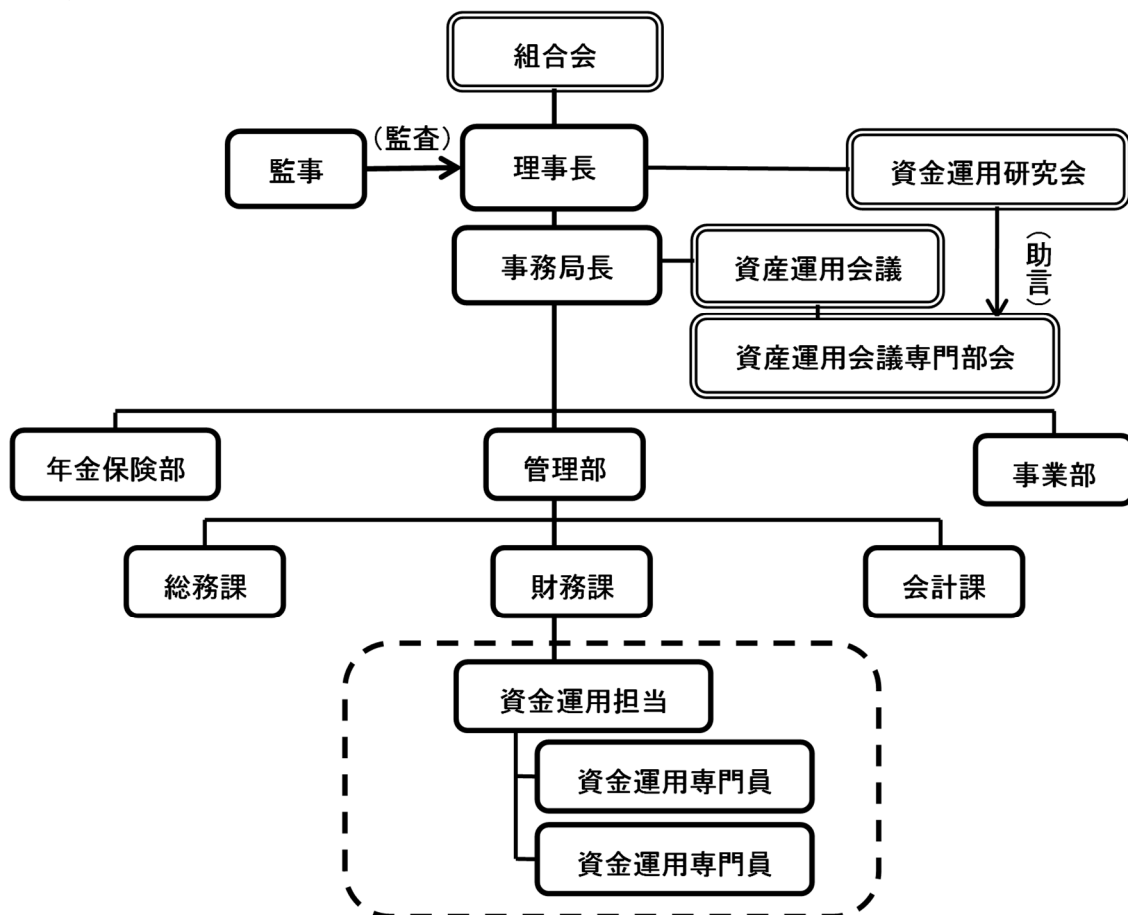 組合会
(監査)
監事
理事長
資金運用研究会
事務局長
資産運用会議
(助言)
資産運用会議専門部会
年金保険部
管理部
事業部
総務課
財務課
会計課
資金運用担当
資金運用専門員
資金運用専門員